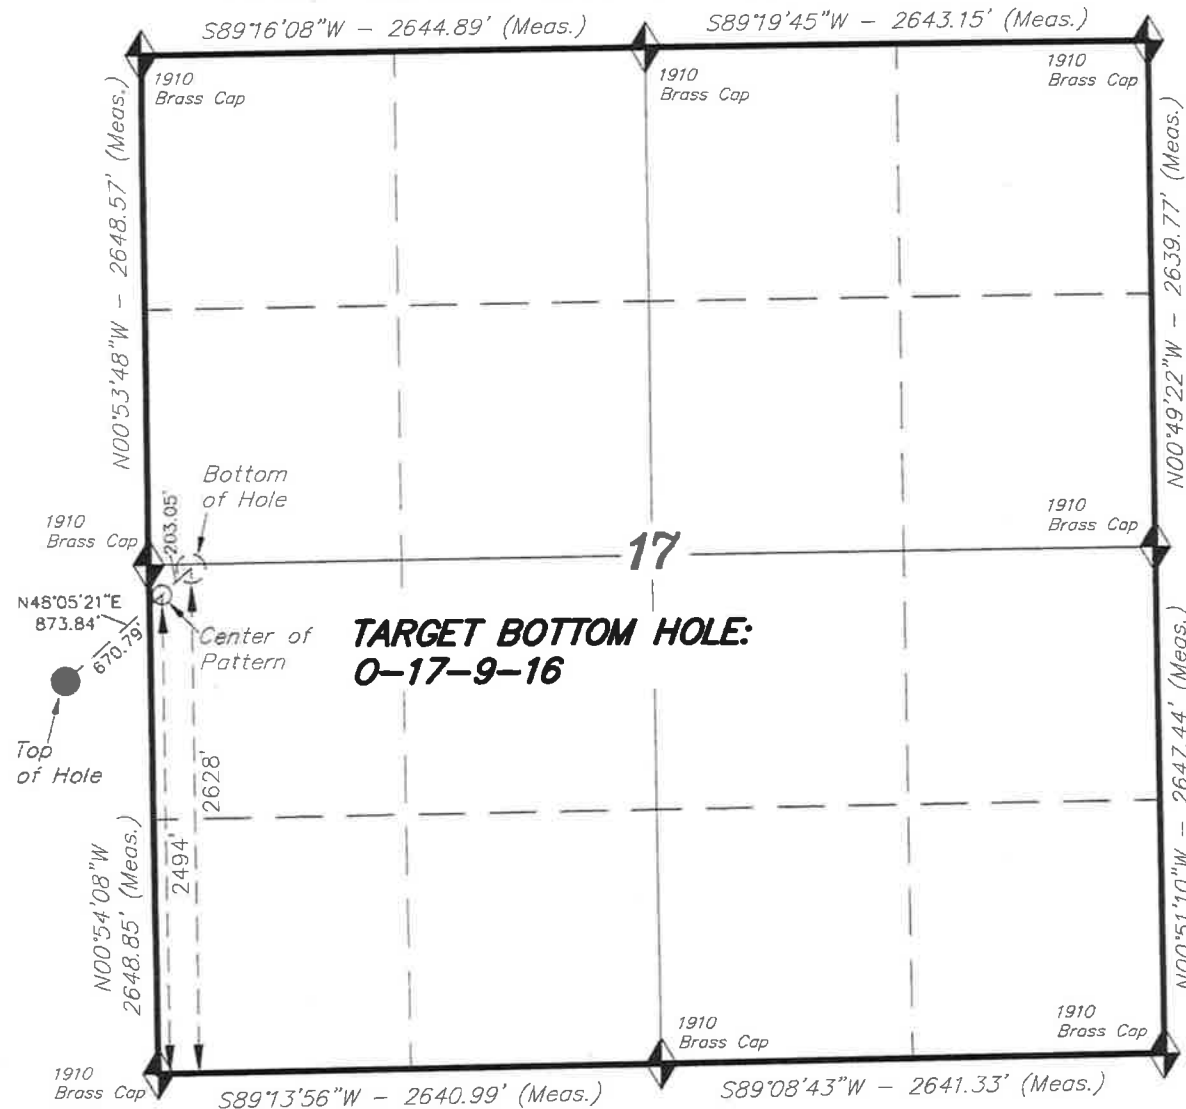 S89°16'08"W – 2644.89' (Meas.)
S89°19'45"W – 2643.15' (Meas.)
1910
Brass Cap
1910
Brass Cap
1910
Brass Cap
N00°53'48"W – 2648.57' (Meas.)
N00°49'22"W – 2639.77' (Meas.)
Bottom
of Hole
203.05'
1910
Brass Cap
1910
Brass Cap
17
N48°05'21"E
873.84'
670.79'
Center of
Pattern
TARGET BOTTOM HOLE:
O–17–9–16
Top
of Hole
2628'
2494'
N00°54'08"W
2648.85' (Meas.)
N00°51'10"W – 2647.44' (Meas.)
1910
Brass Cap
1910
Brass Cap
1910
Brass Cap
S89°13'56"W – 2640.99' (Meas.)
S89°08'43"W – 2641.33' (Meas.)